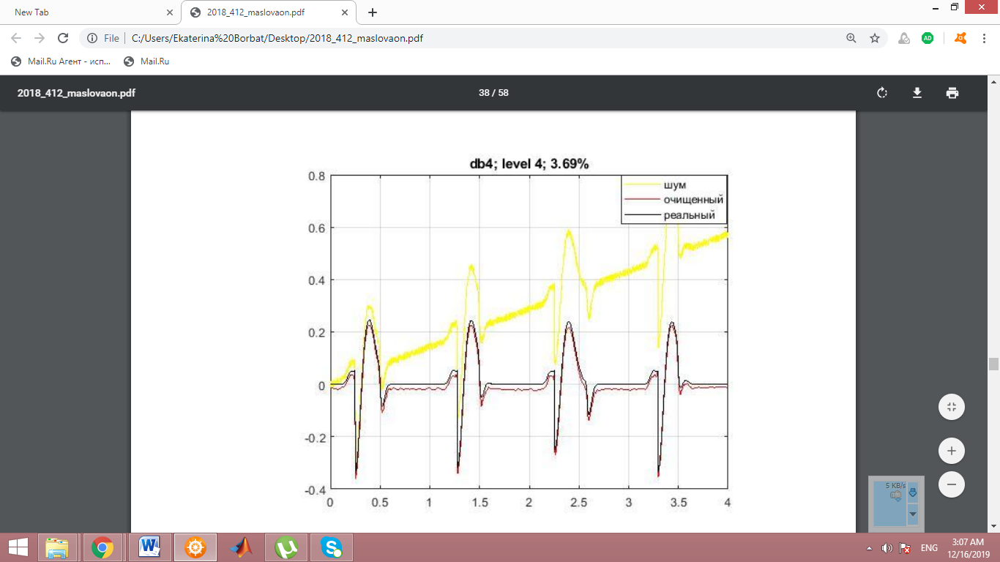 New Tab
2018_412_maslovaon.pdf
File
C:/Users/Ekaterina%20Borbat/Desktop/2018_412_maslovaon.pdf
Mail.Ru Агент - исп...
Mail.Ru
2018_412_maslovaon.pdf
38 / 58
db4; level 4; 3.69%
шум
очищенный
реальный
0.8
0.6
0.4
0.2
0
-0.2
-0.4
0 0.5 1 1.5 2 2.5 3 3.5 4
5 KB/s
AD
ENG
3:07 AM
12/16/2019